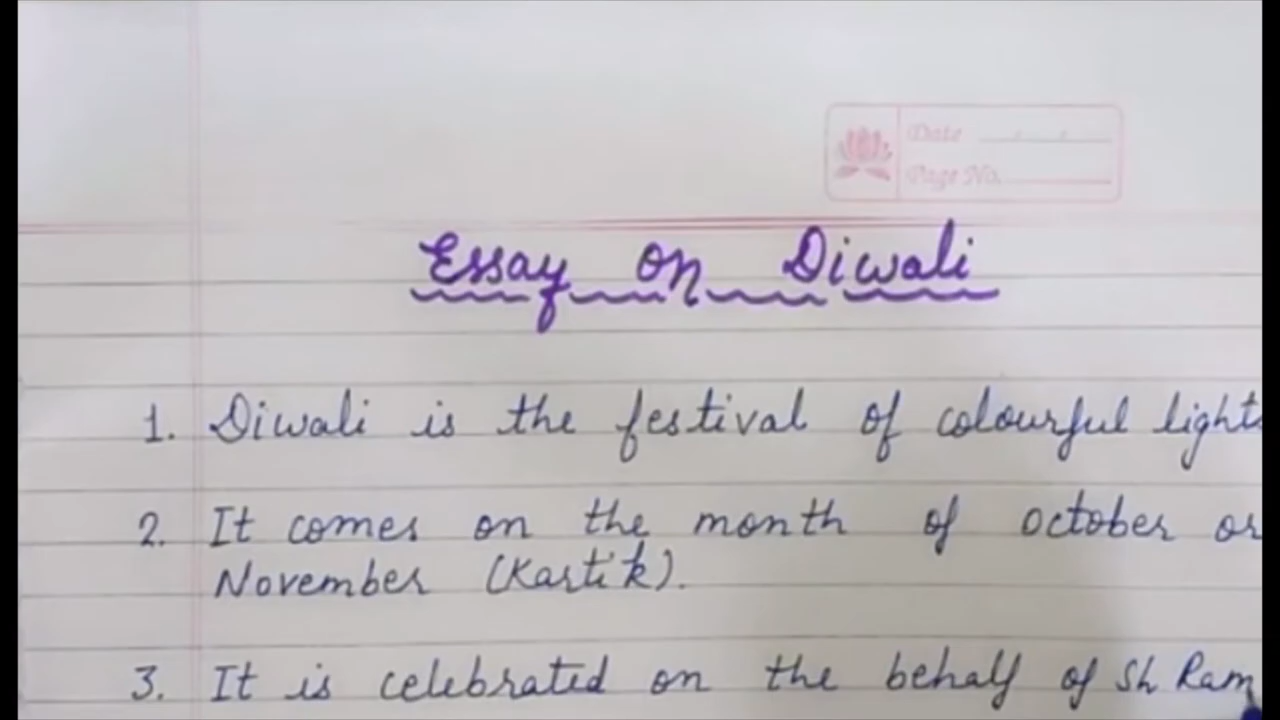 Date
Page No.
Essay on Diwali
1. Diwali is the festival of colourful lights
2. It comes on the month of october or
November (Kartik).
3. It is celebrated on the behalf of Sh Ram